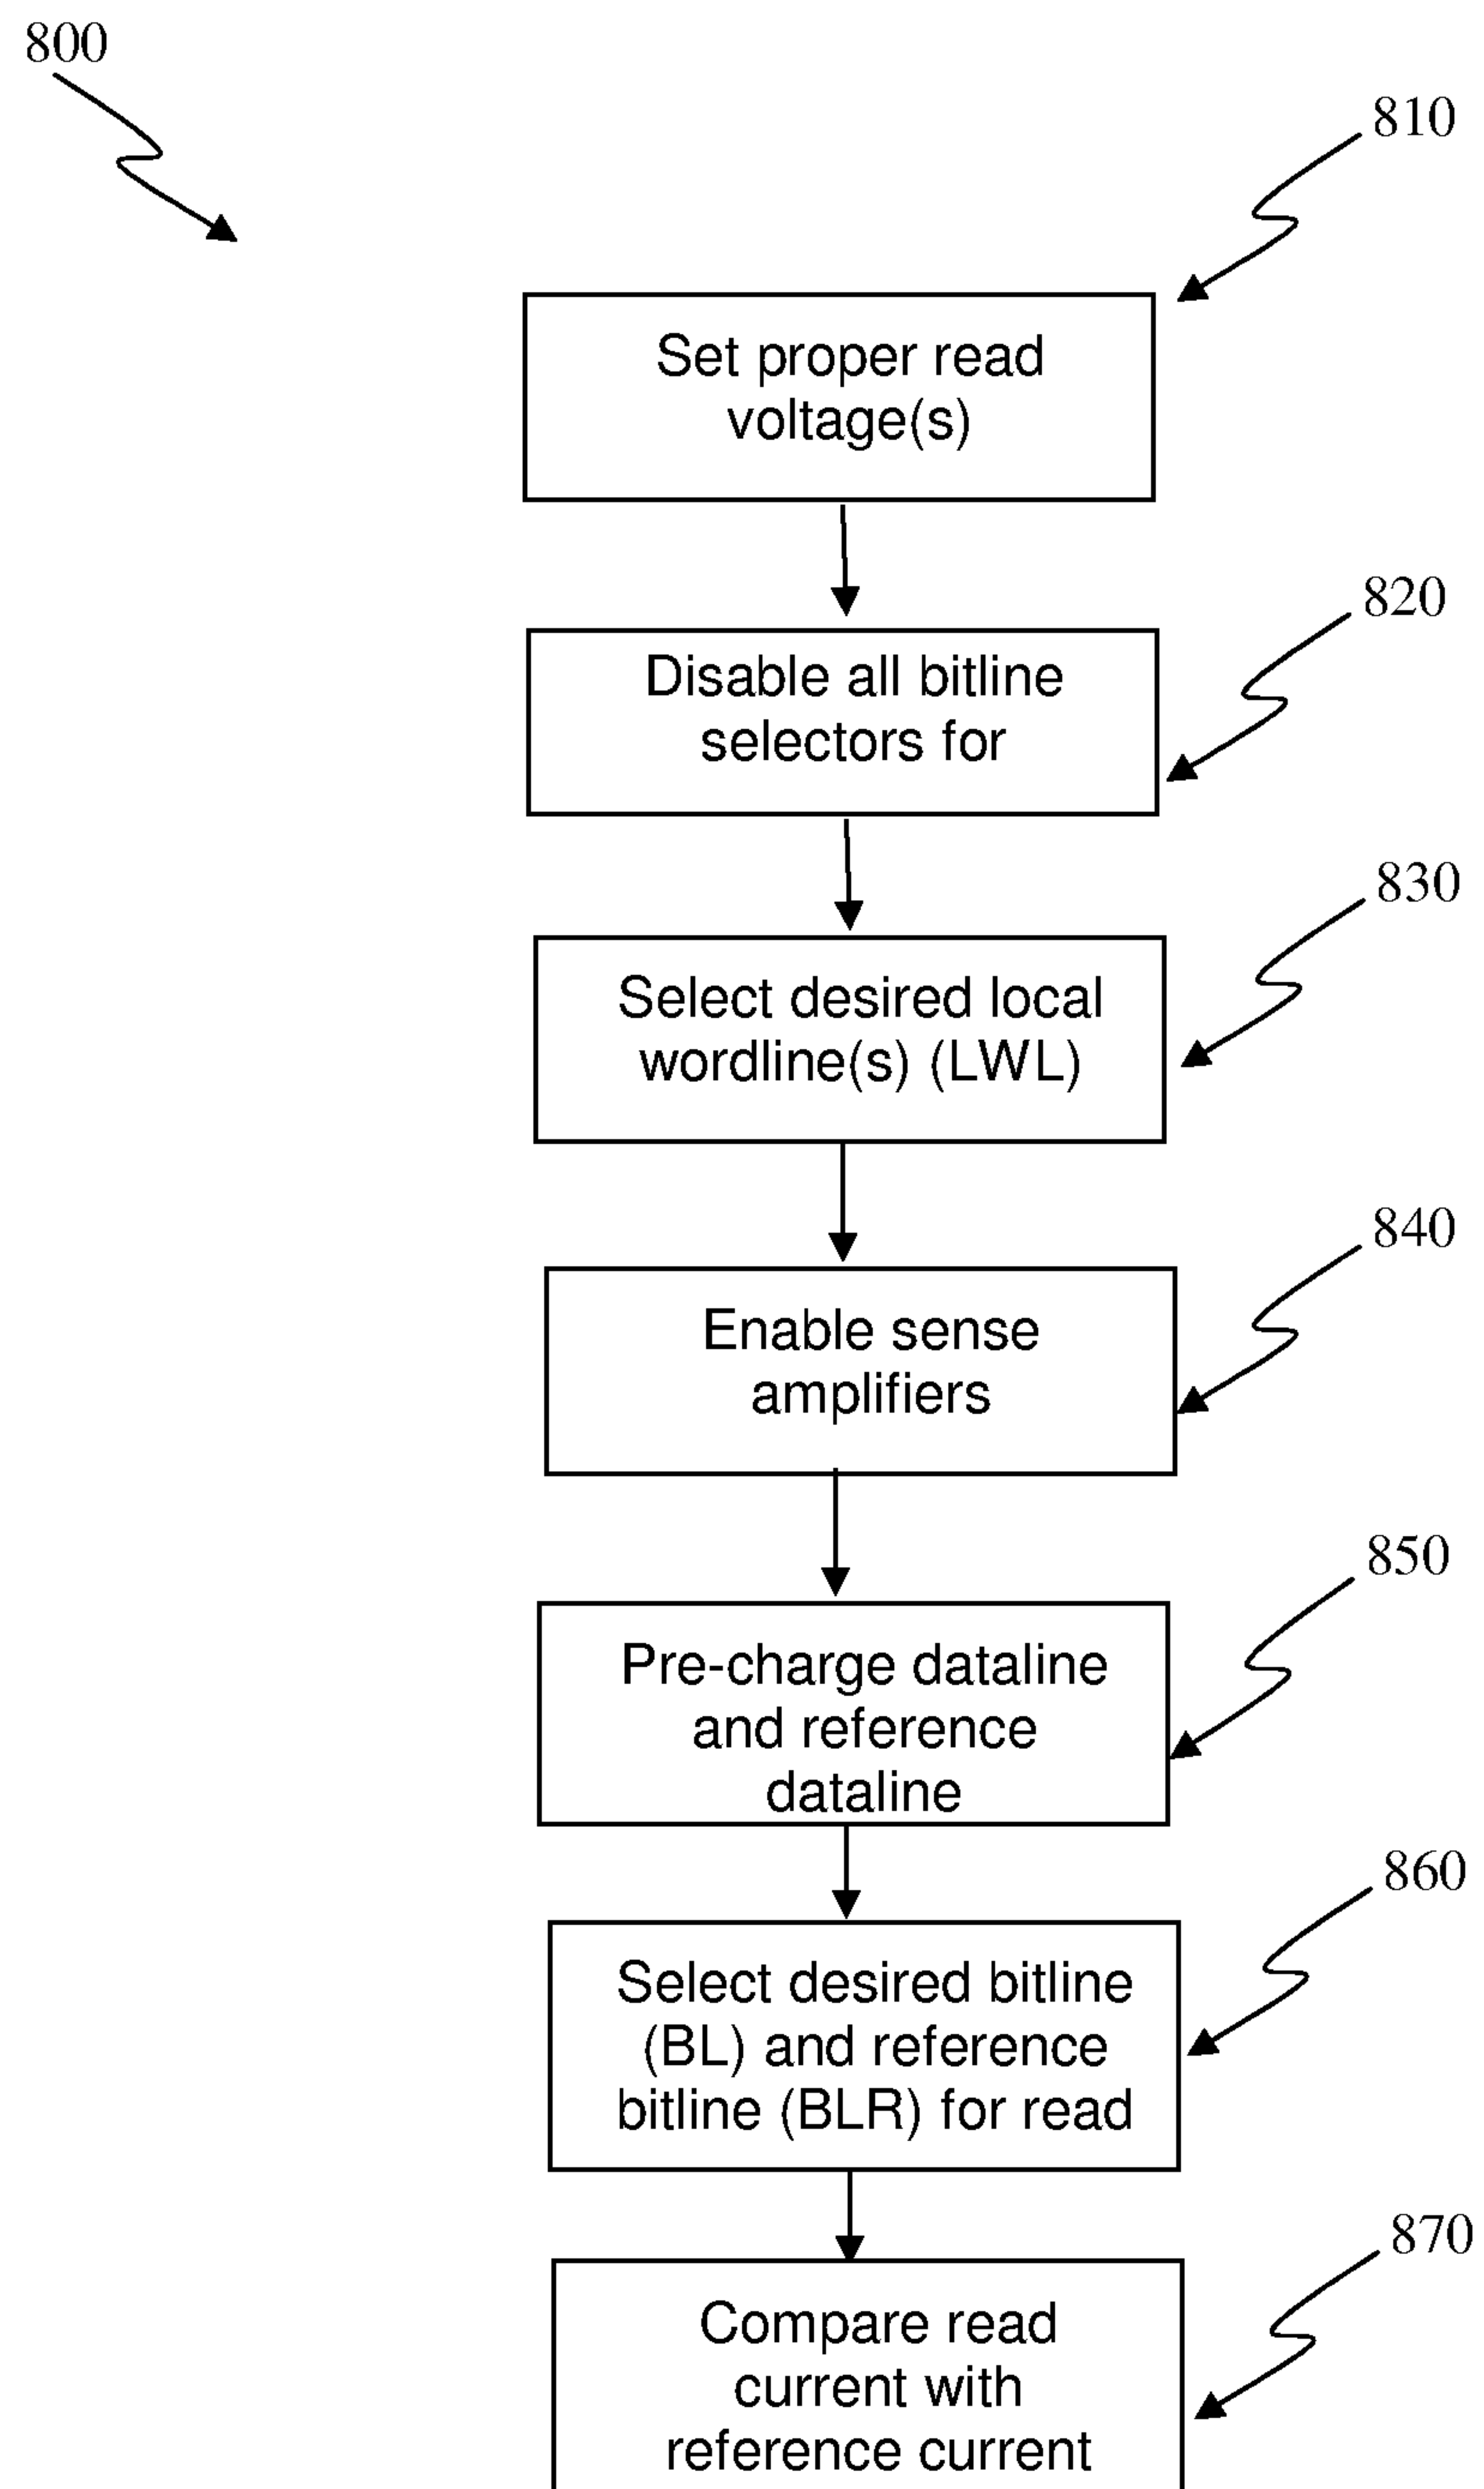 800
810
Set proper read
voltage(s)
820
Disable all bitline
selectors for
830
Select desired local
wordline(s) (LWL)
840
Enable sense
amplifiers
850
Pre-charge dataline
and reference
dataline
860
Select desired bitline
(BL) and reference
bitline (BLR) for read
870
Compare read
current with
reference current